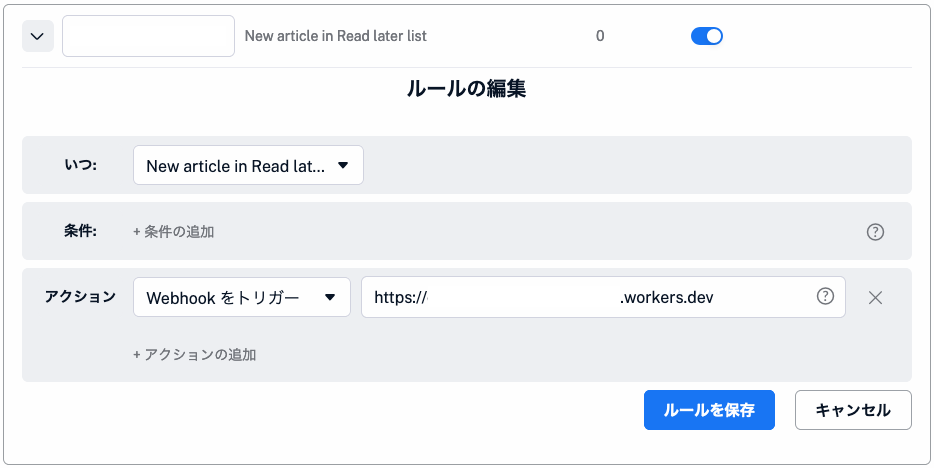 New article in Read later list 0
ルールの編集
いつ: New article in Read lat...
条件: + 条件の追加 ?
アクション Webhook をトリガー https:// .workers.dev ?
+ アクションの追加
ルールを保存 キャンセル